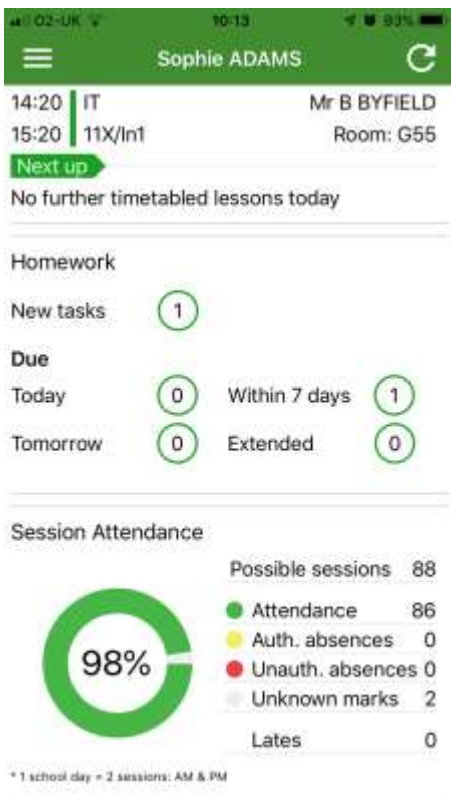 O2-UK 10:13 93%
Sophie ADAMS
14:20 IT Mr B BYFIELD
15:20 11X/In1 Room: G55
Next up
No further timetabled lessons today
Homework
New tasks 1
Due
Today 0 Within 7 days 1
Tomorrow 0 Extended 0
Session Attendance
Possible sessions 88
Attendance 86
98% Auth. absences 0
Unauth. absences 0
Unknown marks 2
Lates 0
* 1 school day = 2 sessions: AM & PM